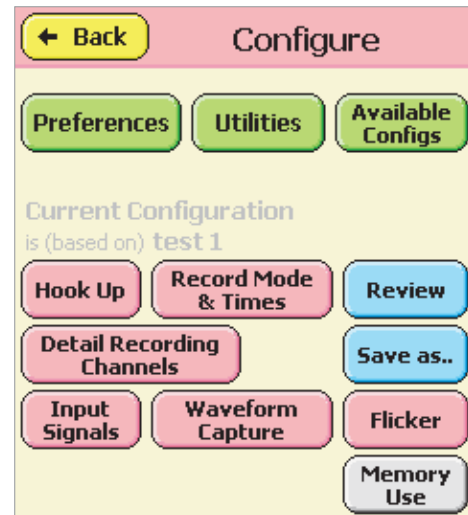 ← Back
Configure
Preferences
Utilities
Available
Configs
Current Configuration
is (based on) test 1
Hook Up
Record Mode
& Times
Review
Detail Recording
Channels
Save as..
Input
Signals
Waveform
Capture
Flicker
Memory
Use